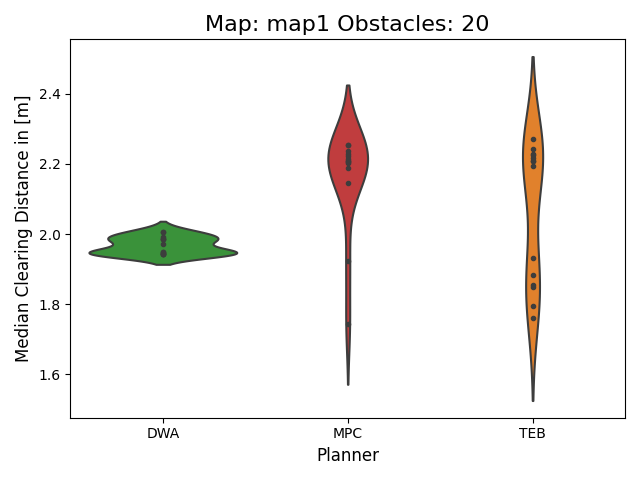 Map: map1 Obstacles: 20
Median Clearing Distance in [m]
2.4
2.2
2.0
1.8
1.6
DWA
MPC
TEB
Planner